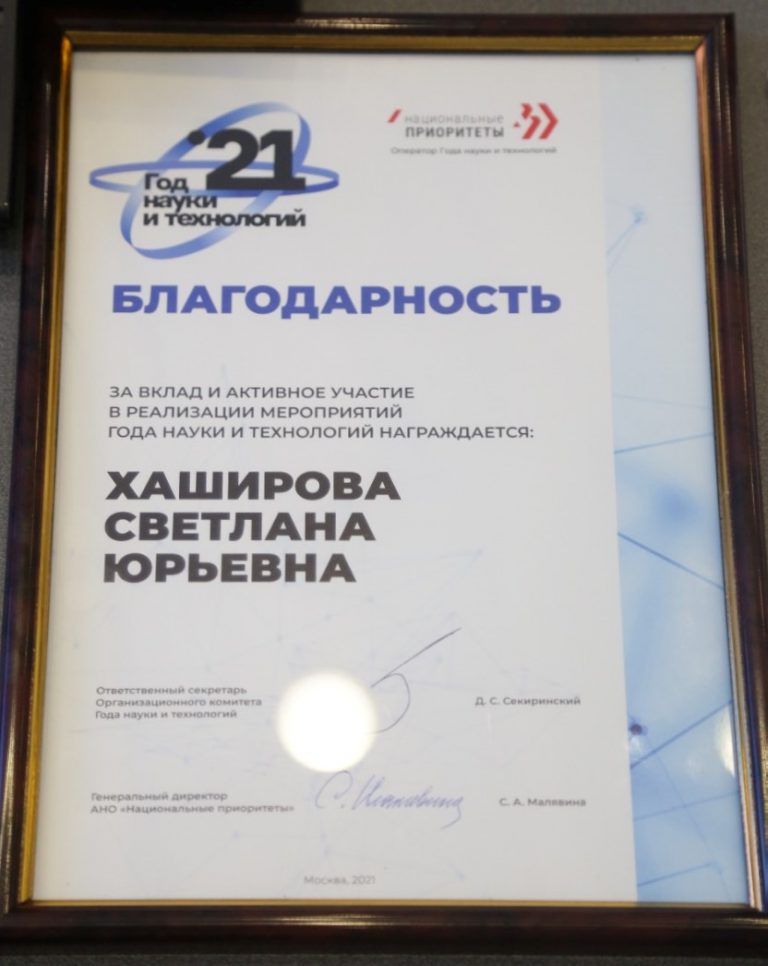 '21
Год
науки
и технологий
национальные
ПРИОРИТЕТЫ
Оператор Года науки и технологий
БЛАГОДАРНОСТЬ
ЗА ВКЛАД И АКТИВНОЕ УЧАСТИЕ
В РЕАЛИЗАЦИИ МЕРОПРИЯТИЙ
ГОДА НАУКИ И ТЕХНОЛОГИЙ НАГРАЖДАЕТСЯ:
ХАШИРОВА
СВЕТЛАНА
ЮРЬЕВНА
Ответственный секретарь
Организационного комитета
Года науки и технологий
Д. С. Секиринский
Генеральный директор
АНО «Национальные приоритеты»
С. А. Малявина
Москва, 2021